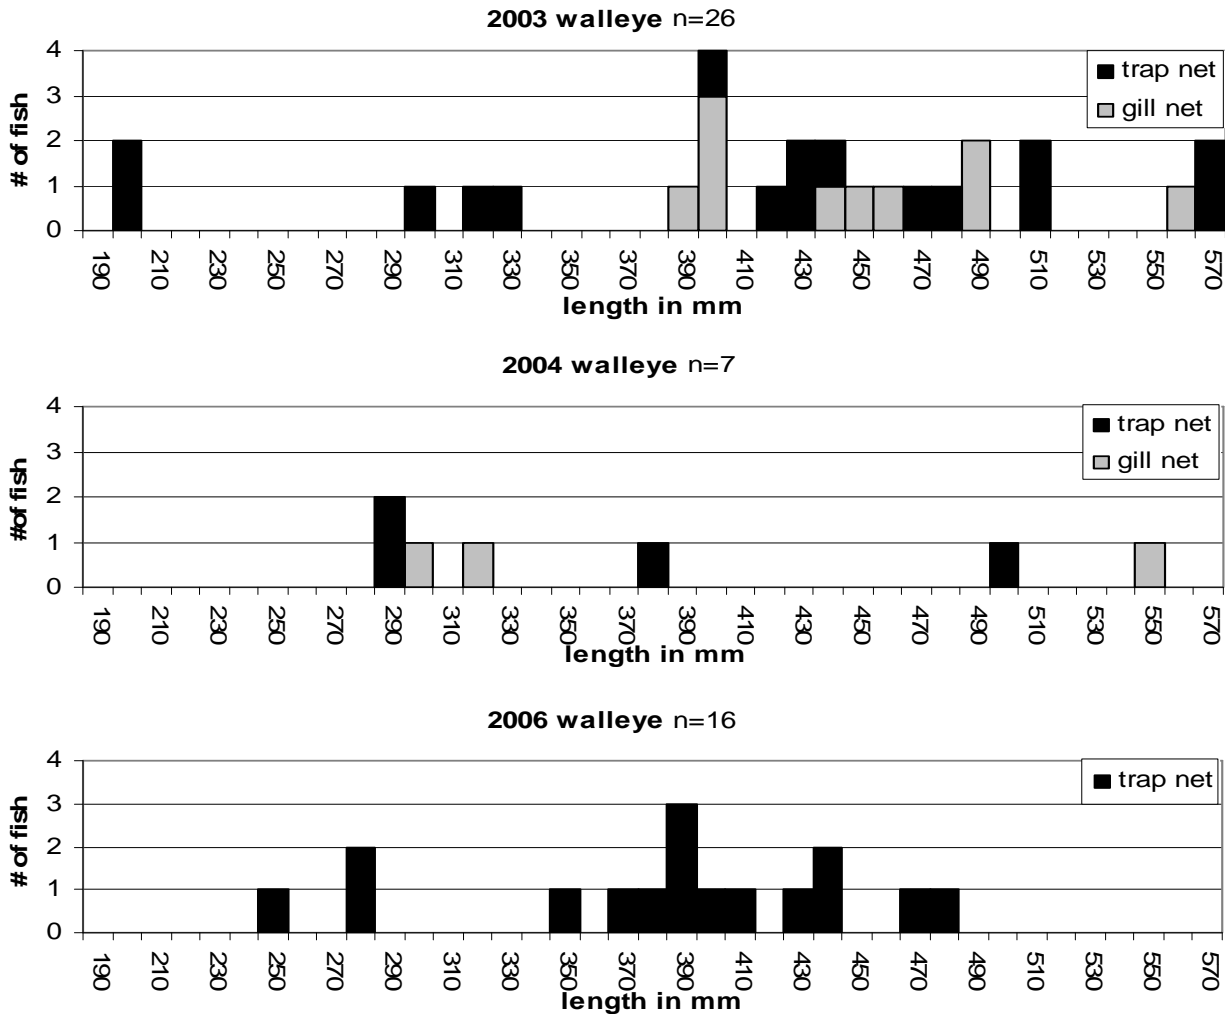 2003 walleye n=26
4
3
2
1
0
# of fish
trap net
gill net
190 210 230 250 270 290 310 330 350 370 390 410 430 450 470 490 510 530 550 570
length in mm
2004 walleye n=7
4
3
2
1
0
#of fish
trap net
gill net
190 210 230 250 270 290 310 330 350 370 390 410 430 450 470 490 510 530 550 570
length in mm
2006 walleye n=16
4
3
2
1
0
# of fish
trap net
190 210 230 250 270 290 310 330 350 370 390 410 430 450 470 490 510 530 550 570
length in mm